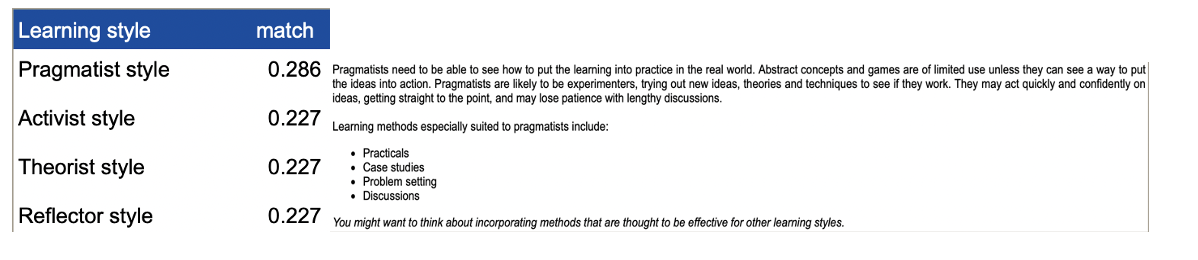 Learning style match
Pragmatist style 0.286
Activist style 0.227
Theorist style 0.227
Reflector style 0.227
Pragmatists need to be able to see how to put the learning into practice in the real world. Abstract concepts and games are of limited use unless they can see a way to put
the ideas into action. Pragmatists are likely to be experimenters, trying out new ideas, theories and techniques to see if they work. They may act quickly and confidently on
ideas, getting straight to the point, and may lose patience with lengthy discussions.
Learning methods especially suited to pragmatists include:
• Practicals
• Case studies
• Problem setting
• Discussions
You might want to think about incorporating methods that are thought to be effective for other learning styles.